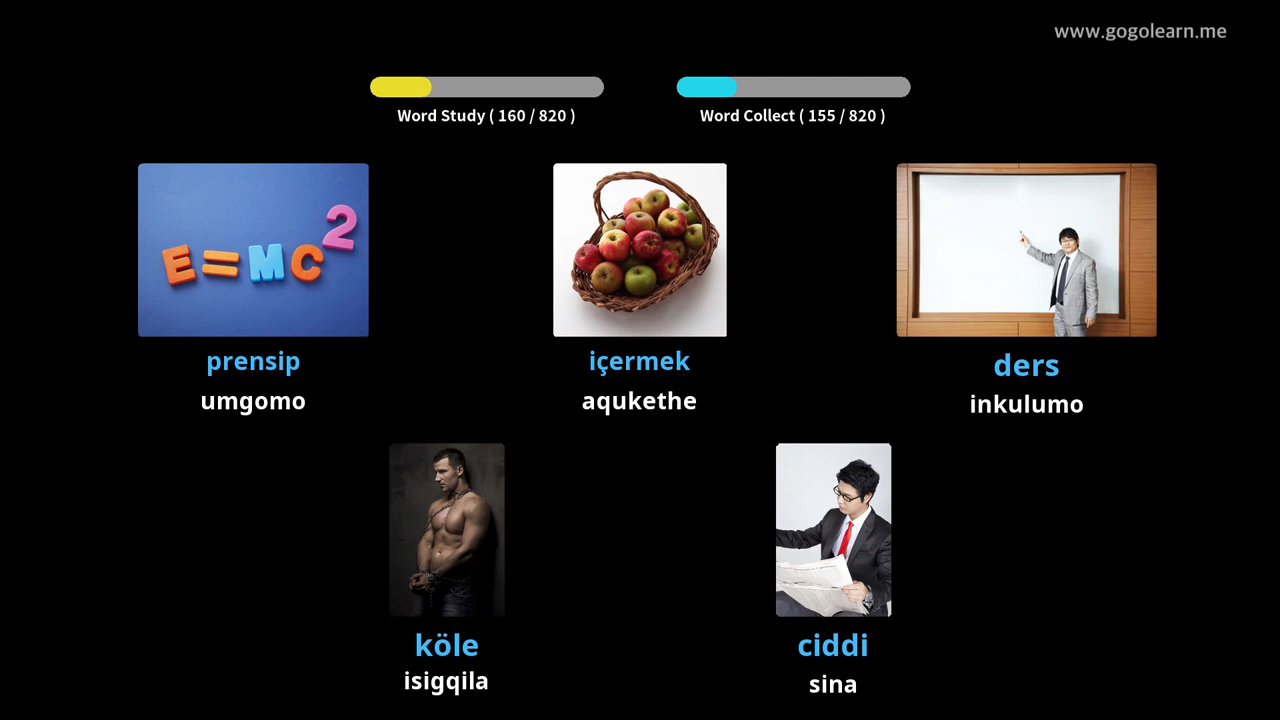 www.gogolearn.me
Word Study ( 160 / 820 )
Word Collect ( 155 / 820 )
E=MC2
prensip
umgomo
içermek
aqukethe
ders
inkulumo
köle
isigqila
ciddi
sina